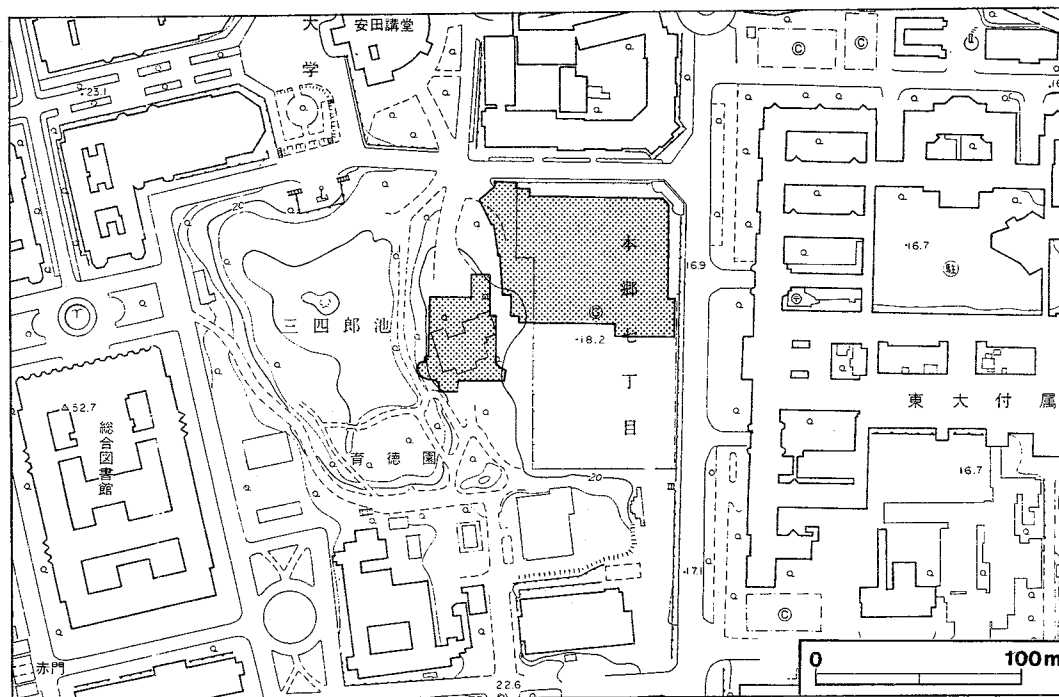 大
学
安田講堂
23.1
20
三四郎池
本
郷
七
丁
目
16.9
18.2
16.7
52.7
総合図書館
育徳園
20
東大付属
16.7
17.1
赤門
22.6
0 100m